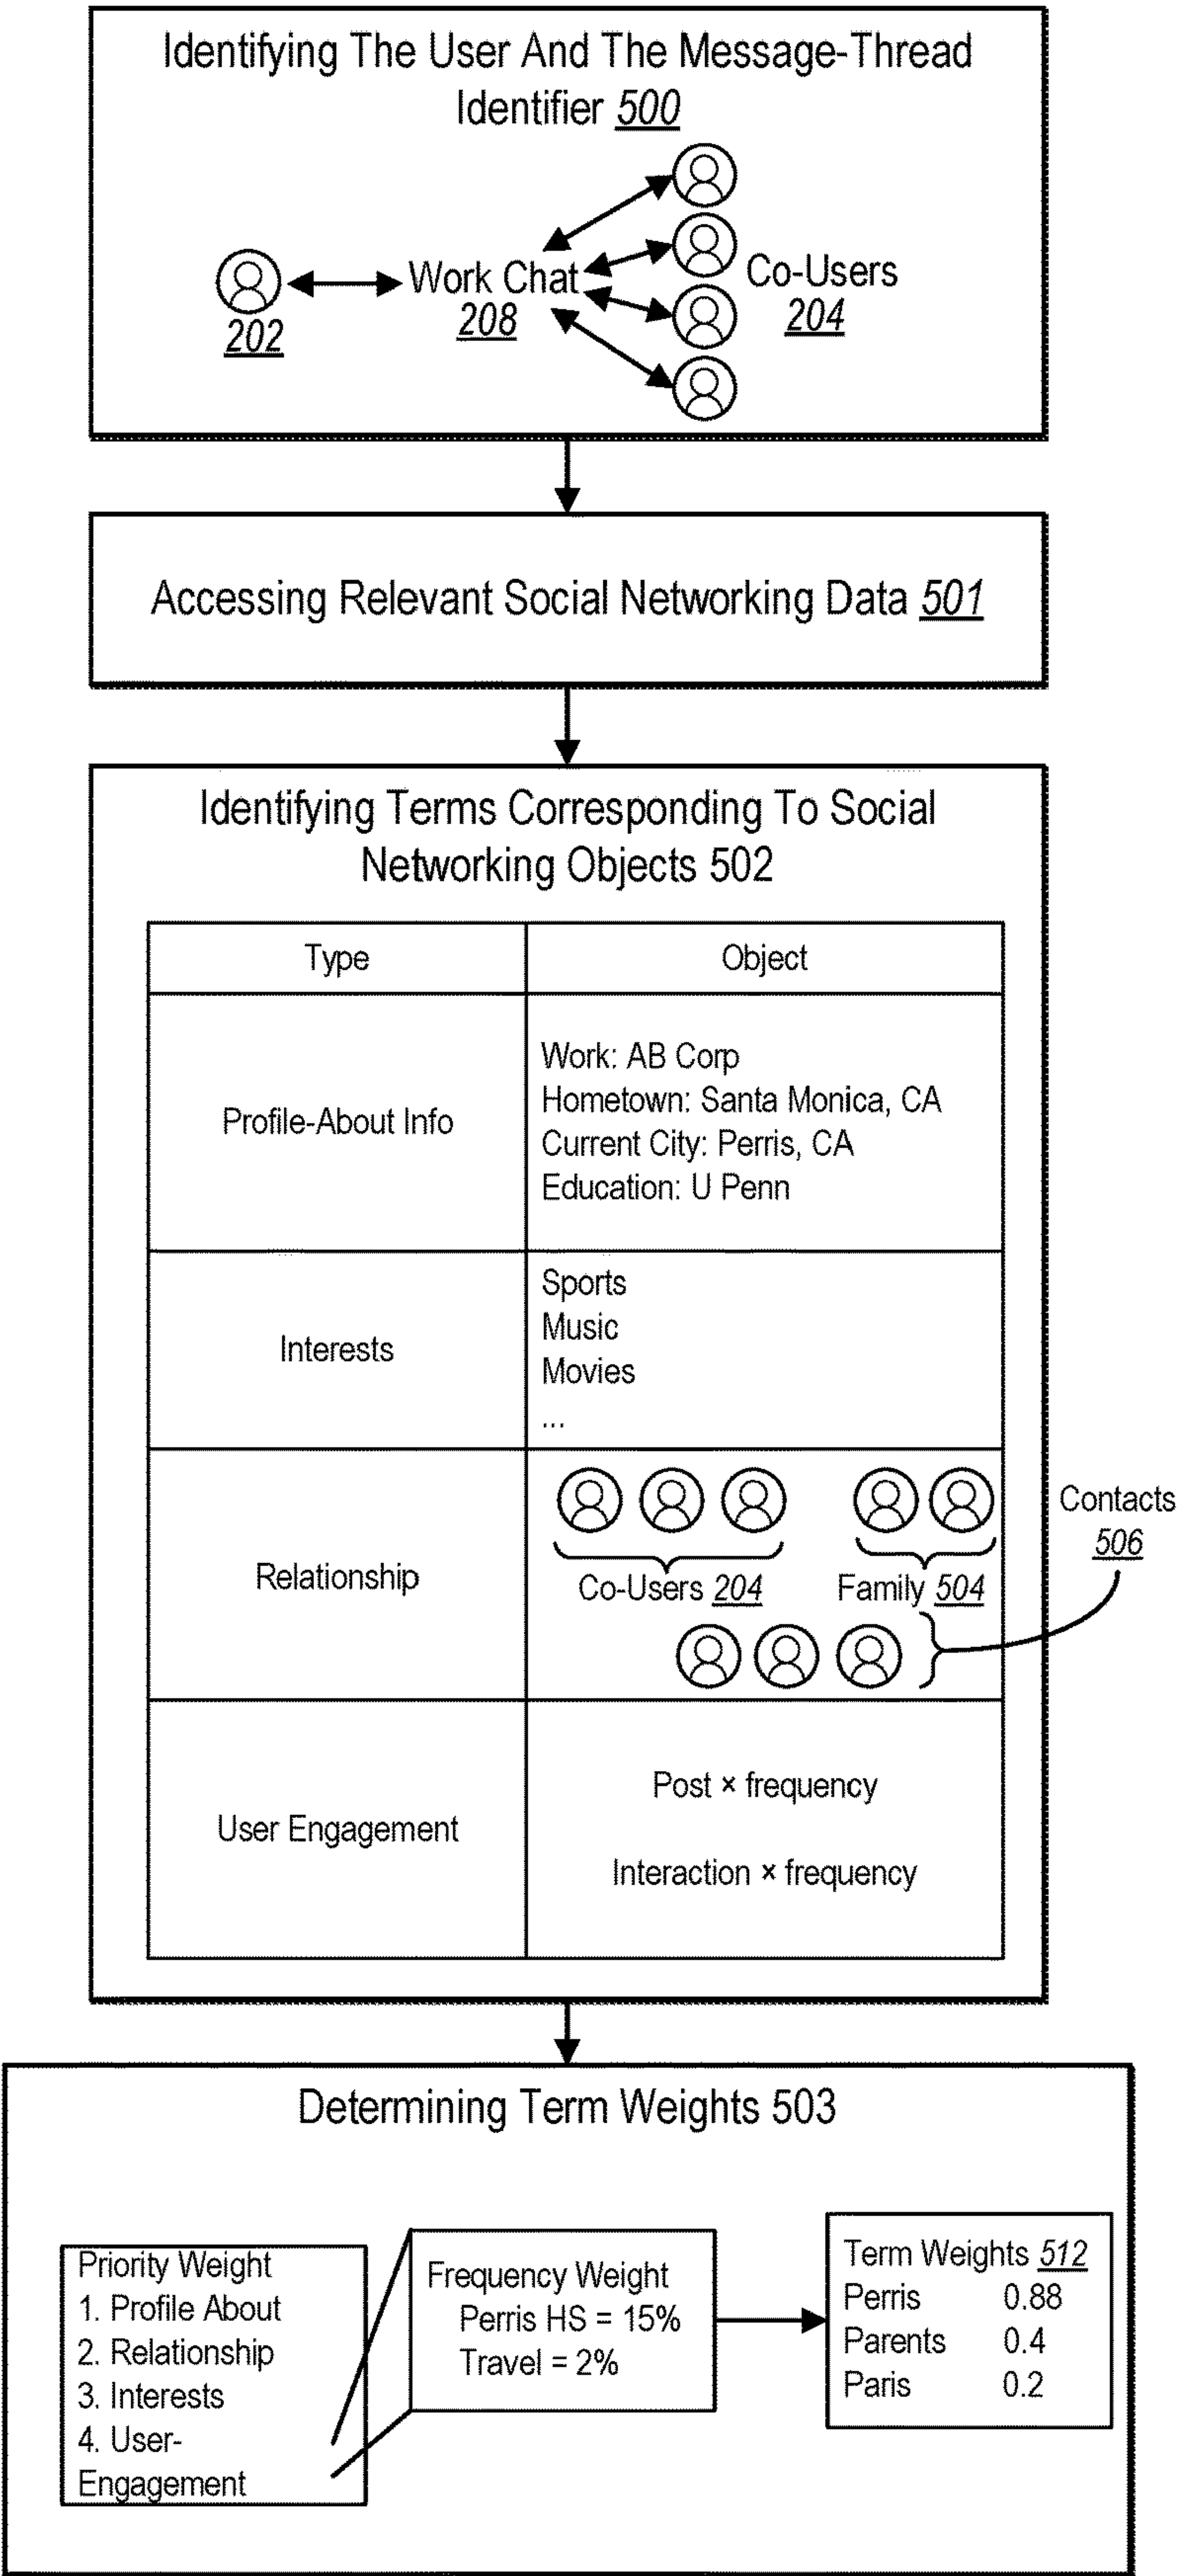 Identifying The User And The Message-Thread
Identifier 500
202
Work Chat
208
Co-Users
204
Accessing Relevant Social Networking Data 501
Identifying Terms Corresponding To Social
Networking Objects 502
Type
Object
Profile-About Info
Work: AB Corp
Hometown: Santa Monica, CA
Current City: Perris, CA
Education: U Penn
Interests
Sports
Music
Movies
...
Relationship
Co-Users 204
Family 504
Contacts
506
User Engagement
Post × frequency
Interaction × frequency
Determining Term Weights 503
Priority Weight
1. Profile About
2. Relationship
3. Interests
4. User-
Engagement
Frequency Weight
Perris HS = 15%
Travel = 2%
Term Weights 512
Perris 0.88
Parents 0.4
Paris 0.2